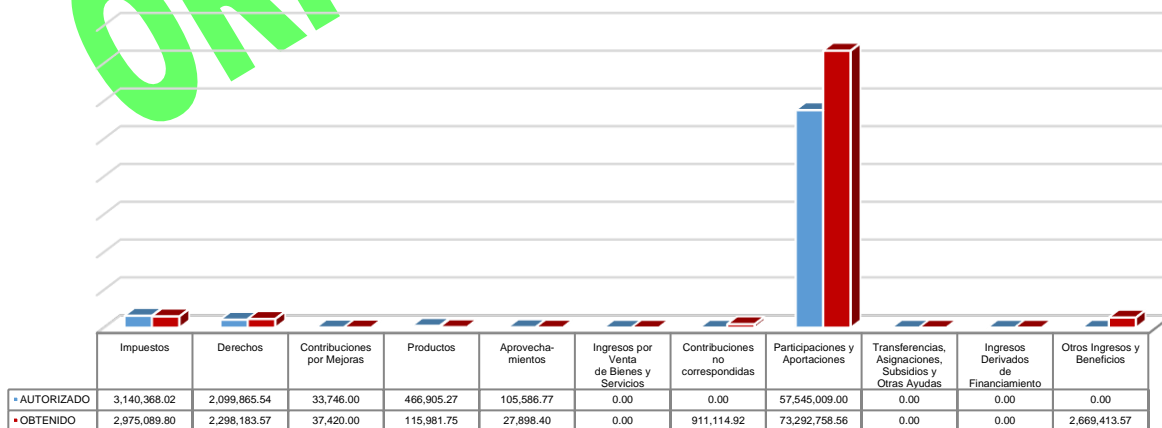 Impuestos
Derechos
Contribuciones
por Mejoras
Productos
Aprovecha-
mientos
Ingresos por
Venta
de Bienes y
Servicios
Contribuciones
no
correspondidas
Participaciones y
Aportaciones
Transferencias,
Asignaciones,
Subsidios y
Otras Ayudas
Ingresos
Derivados
de
Financiamiento
Otros Ingresos y
Beneficios
AUTORIZADO 3,140,368.02 2,099,865.54 33,746.00 466,905.27 105,586.77 0.00 0.00 57,545,009.00 0.00 0.00 0.00
OBTENIDO 2,975,089.80 2,298,183.57 37,420.00 115,981.75 27,898.40 0.00 911,114.92 73,292,758.56 0.00 0.00 2,669,413.57